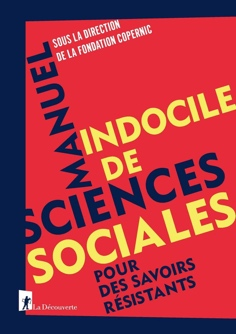 SOUS LA DIRECTION
DE LA FONDATION COPERNIC
MANUEL
INDOCILE
DE
SCIENCES
SOCIALES
POUR
DES SAVOIRS
RÉSISTANTS
La Découverte